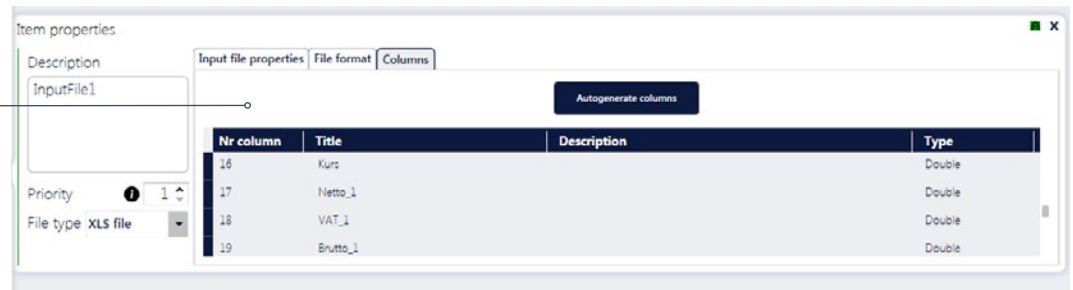 Item properties
X
Description
InputFile1
Priority
1
File type XLS file
Input file properties
File format
Columns
Autogenerate columns
Nr column Title Description Type
16 Kurs Double
17 Netto_1 Double
18 VAT_1 Double
19 Brutto_1 Double